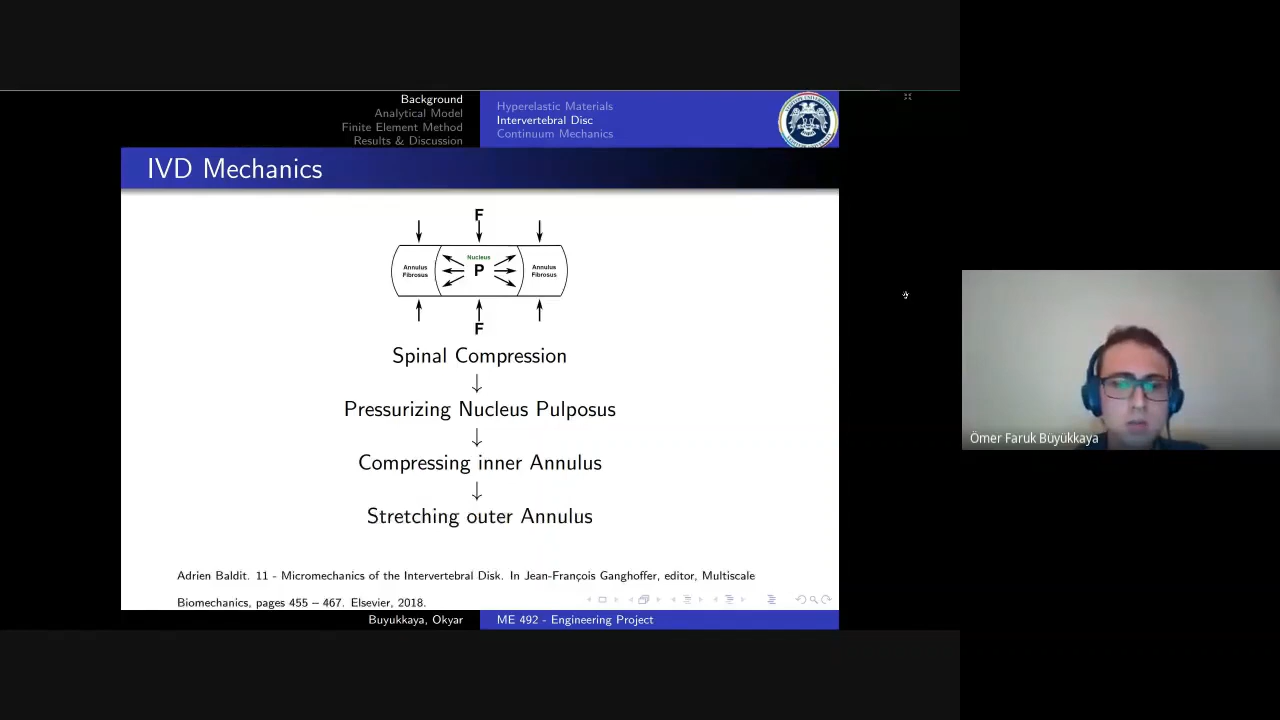 Background
Analytical Model
Finite Element Method
Results & Discussion
Hyperelastic Materials
Intervertebral Disc
Continuum Mechanics
IVD Mechanics
F
Nucleus
Annulus
Fibrosus
P
Annulus
Fibrosus
F
Spinal Compression
↓
Pressurizing Nucleus Pulposus
↓
Compressing inner Annulus
↓
Stretching outer Annulus
Adrien Baldit. 11 - Micromechanics of the Intervertebral Disk. In Jean-François Ganghoffer, editor, Multiscale
Biomechanics, pages 455 – 467. Elsevier, 2018.
Buyukkaya, Okyar
ME 492 - Engineering Project
Ömer Faruk Büyükkaya